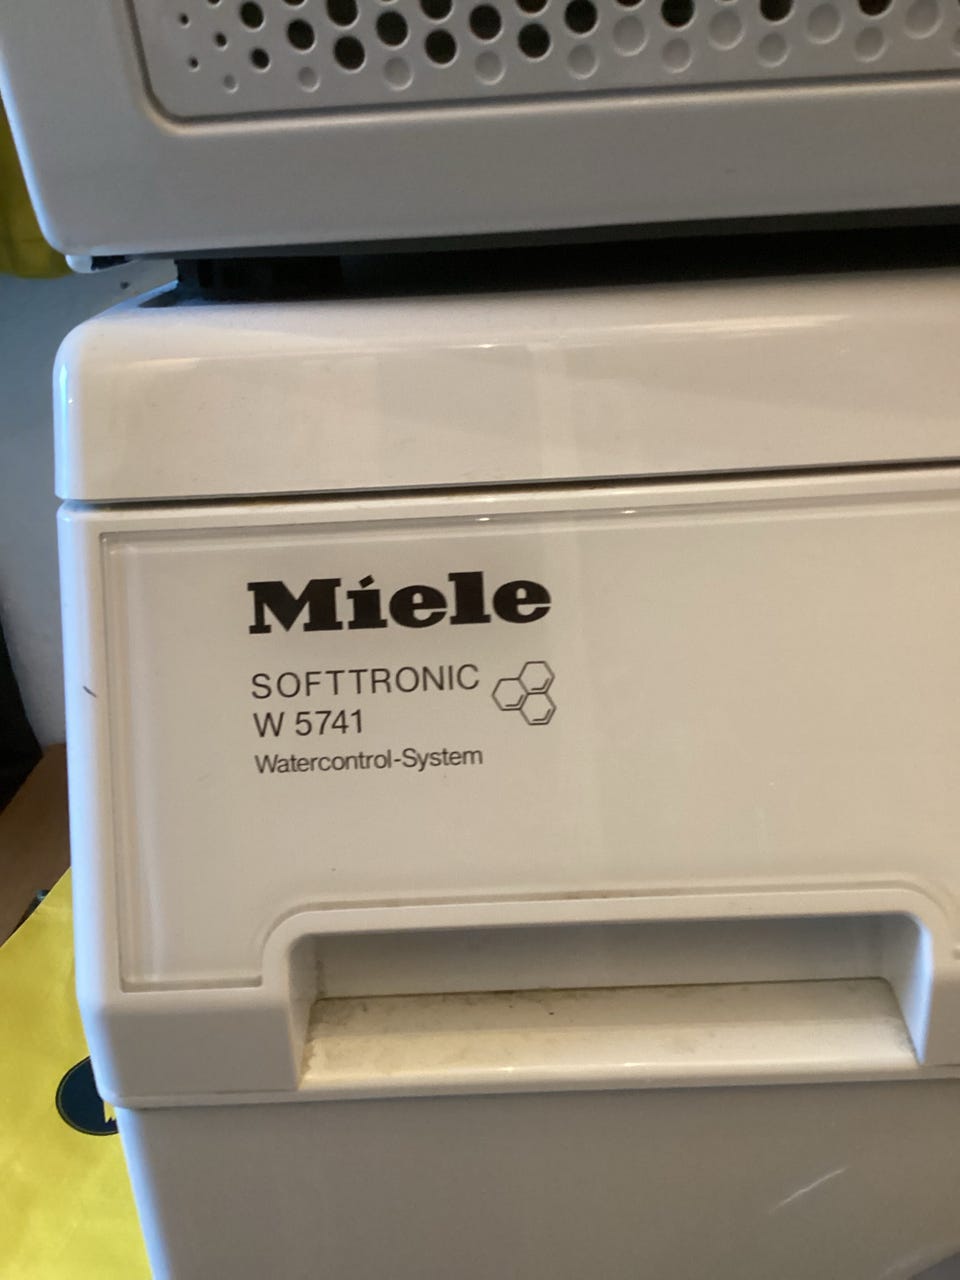 Miele
SOFTTRONIC
W 5741
Watercontrol-System